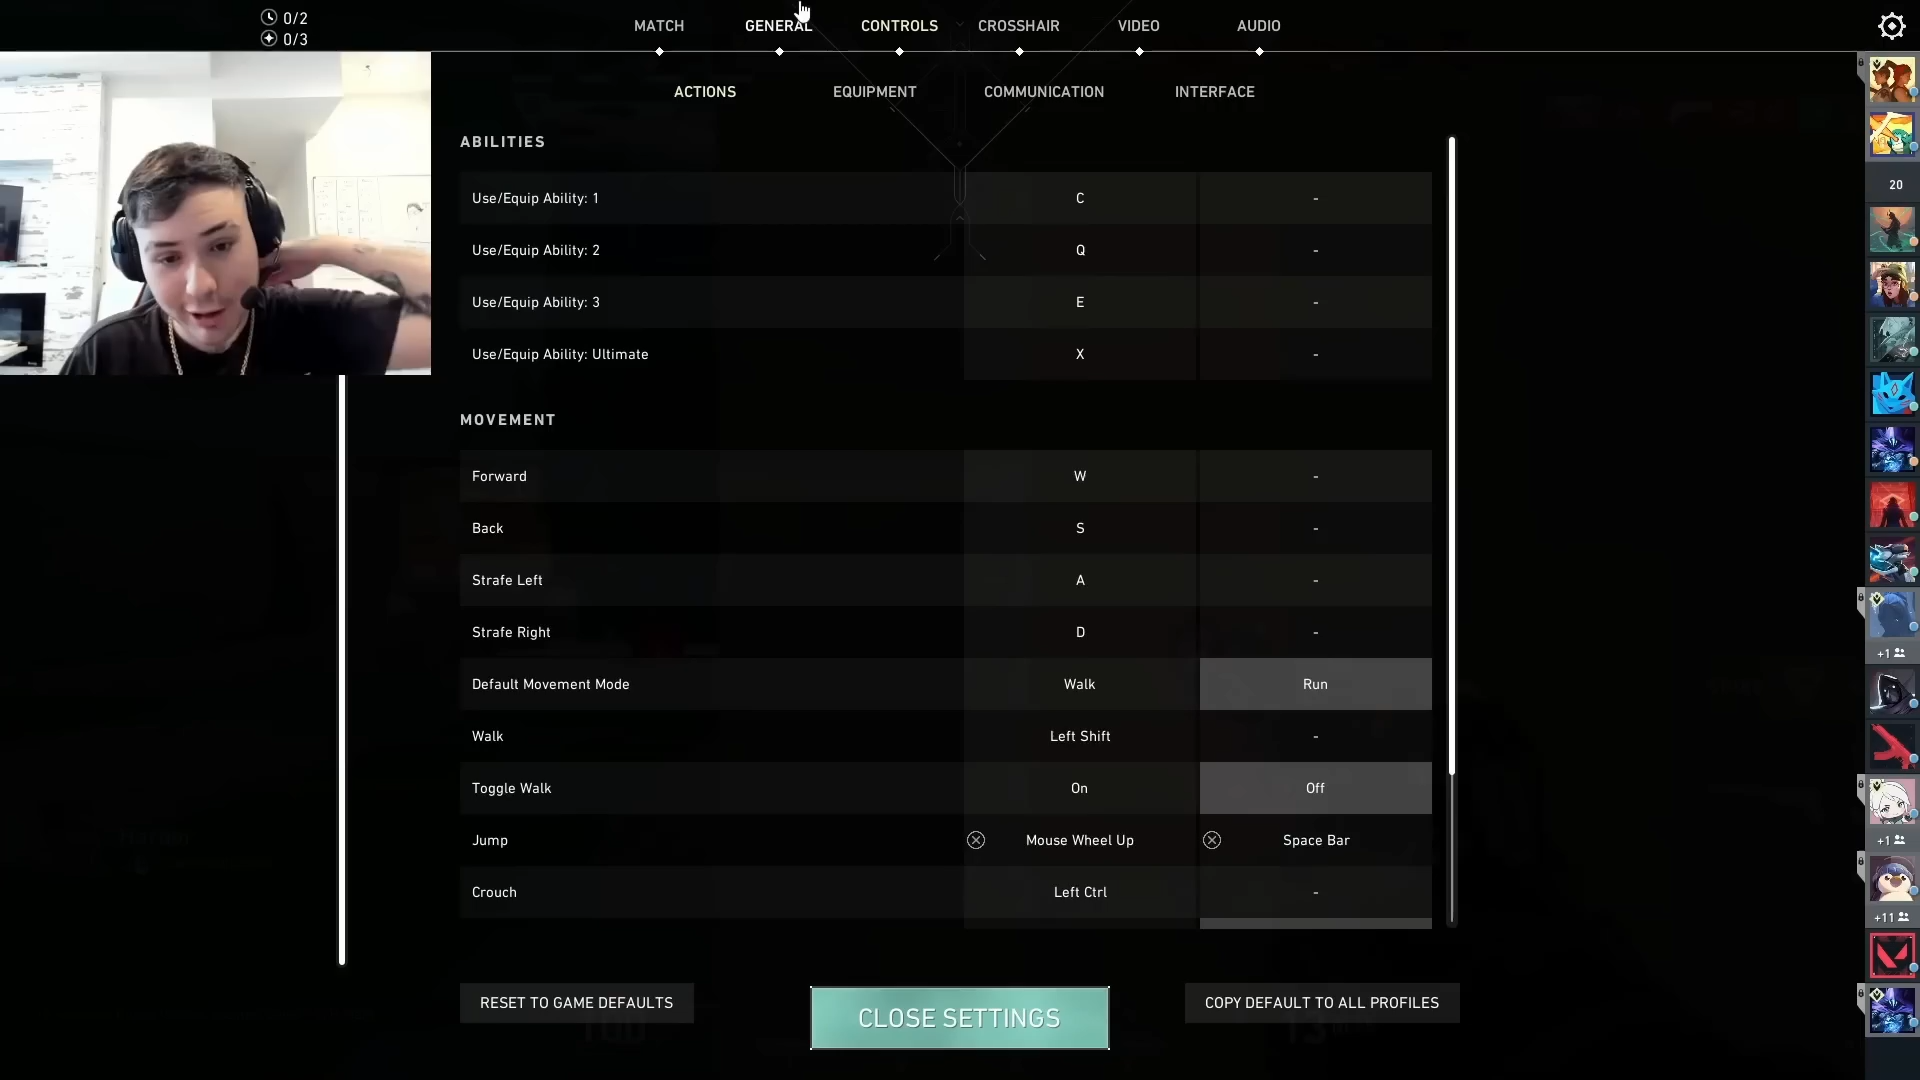 0/2
0/3
MATCH GENERAL CONTROLS CROSSHAIR VIDEO AUDIO
ACTIONS EQUIPMENT COMMUNICATION INTERFACE
ABILITIES
Use/Equip Ability: 1 C -
Use/Equip Ability: 2 Q -
Use/Equip Ability: 3 E -
Use/Equip Ability: Ultimate X -
MOVEMENT
Forward W -
Back S -
Strafe Left A -
Strafe Right D -
Default Movement Mode Walk Run
Walk Left Shift -
Toggle Walk On Off
Jump Mouse Wheel Up Space Bar
Crouch Left Ctrl -
RESET TO GAME DEFAULTS
CLOSE SETTINGS
COPY DEFAULT TO ALL PROFILES
20
+1
+1
+11